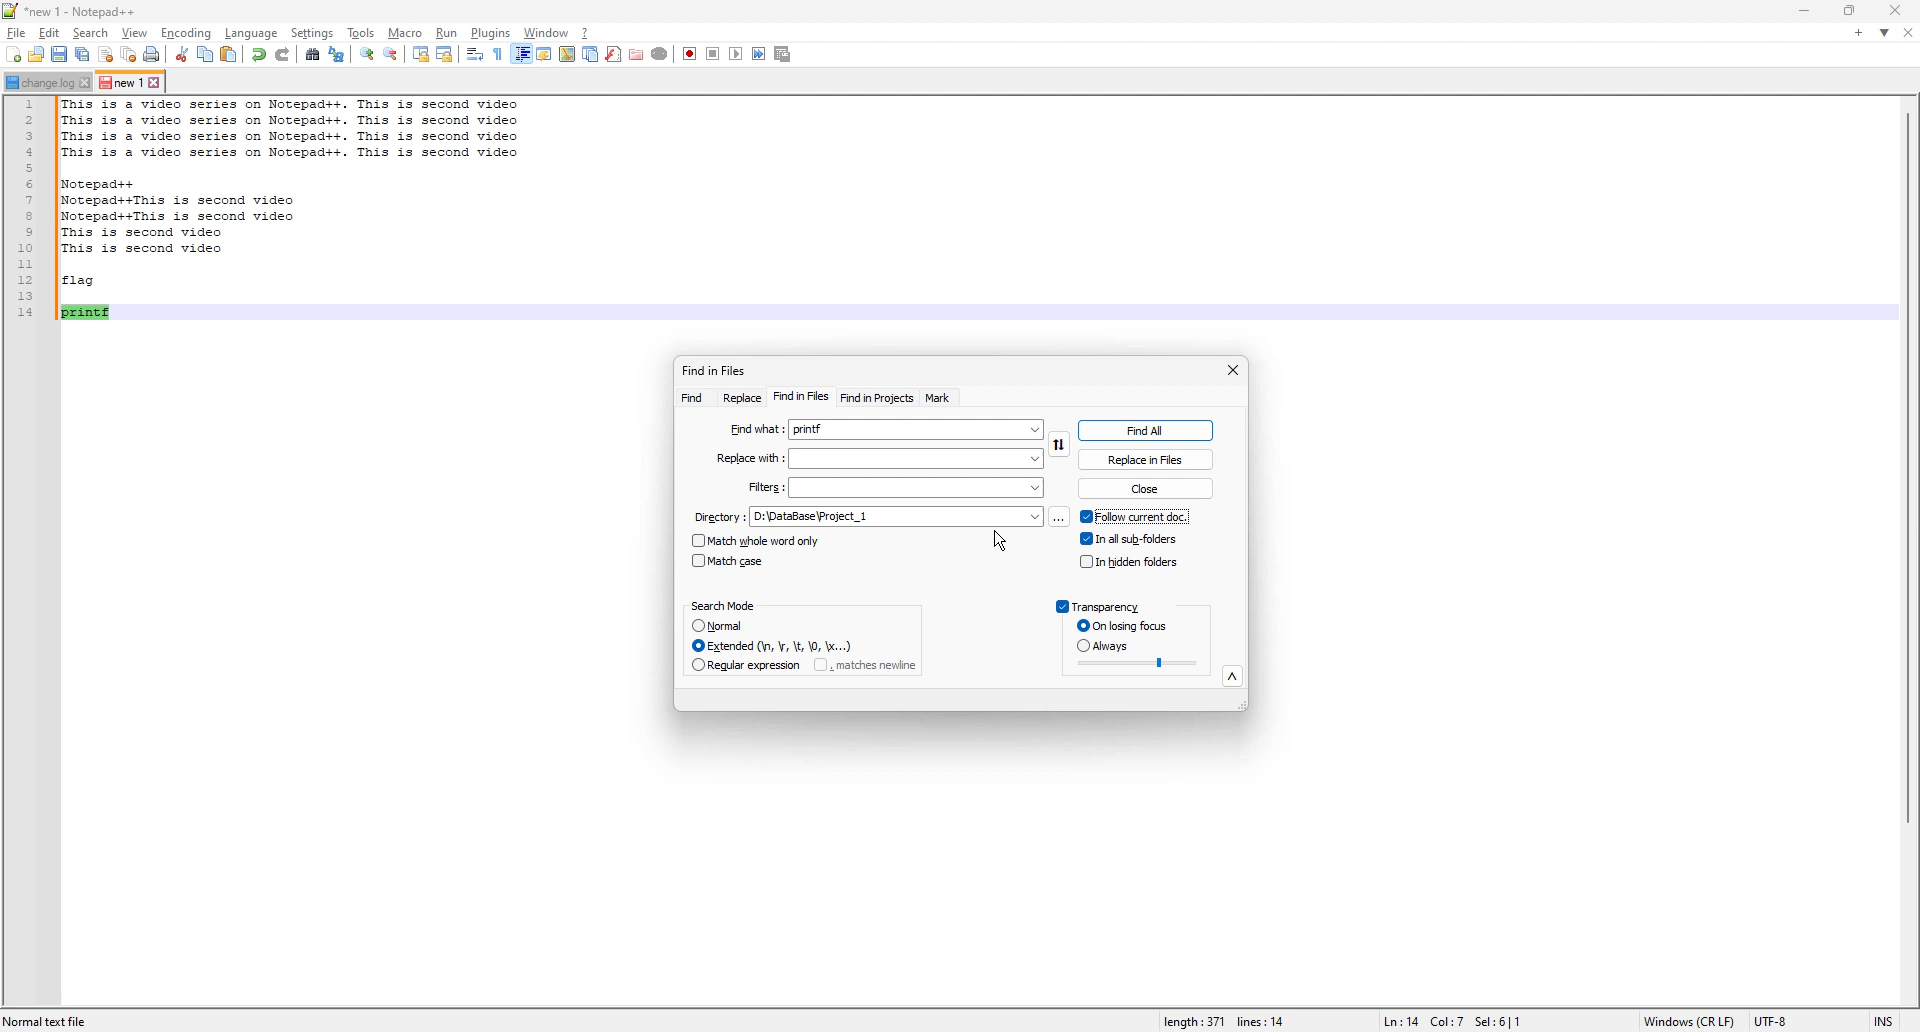 *new 1 - Notepad++
File Edit Search View Encoding Language Settings Tools Macro Run Plugins Window ?
change.log new 1
1 This is a video series on Notepad++. This is second video
2 This is a video series on Notepad++. This is second video
3 This is a video series on Notepad++. This is second video
4 This is a video series on Notepad++. This is second video
5
6 Notepad++
7 Notepad++This is second video
8 Notepad++This is second video
9 This is second video
10 This is second video
11
12 flag
13
14 printf
Find in Files
Find Replace Find in Files Find in Projects Mark
Find what : printf Find All
Replace with : Replace in Files
Filters : Close
Directory : D:\DataBase\Project_1 ... Follow current doc.
Match whole word only In all sub-folders
Match case In hidden folders
Search Mode Transparency
Normal On losing focus
Extended (\n, \r, \t, \0, \x...) Always
Regular expression . matches newline
Normal text file length : 371 lines : 14 Ln : 14 Col : 7 Sel : 6 | 1 Windows (CR LF) UTF-8 INS